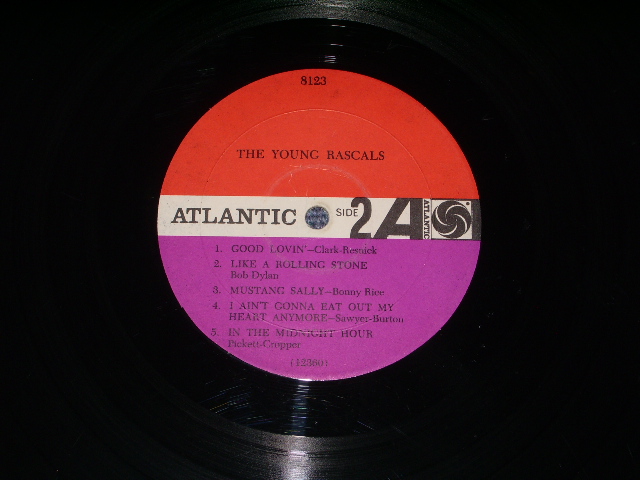 8123
THE YOUNG RASCALS
ATLANTIC SIDE 2 A ATLANTIC
1. GOOD LOVIN'—Clark-Resnick
2. LIKE A ROLLING STONE
Bob Dylan
3. MUSTANG SALLY—Bonny Rice
4. I AIN'T GONNA EAT OUT MY
HEART ANYMORE—Sawyer-Burton
5. IN THE MIDNIGHT HOUR
Pickett-Cropper
(12360)